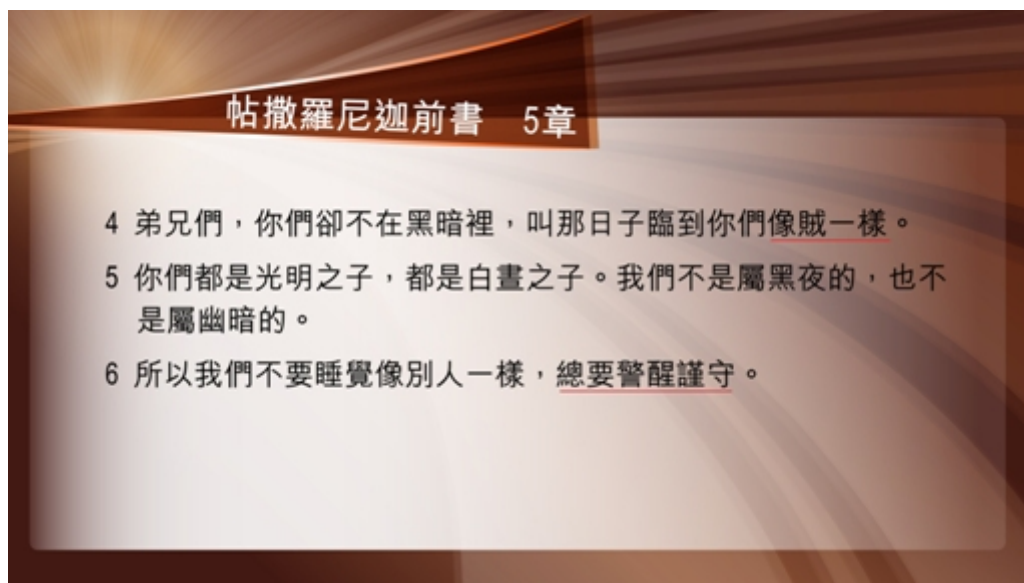 帖撒羅尼迦前書 5章
4 弟兄們，你們卻不在黑暗裡，叫那日子臨到你們像賊一樣。
5 你們都是光明之子，都是白晝之子。我們不是屬黑夜的，也不
是屬幽暗的。
6 所以我們不要睡覺像別人一樣，總要警醒謹守。